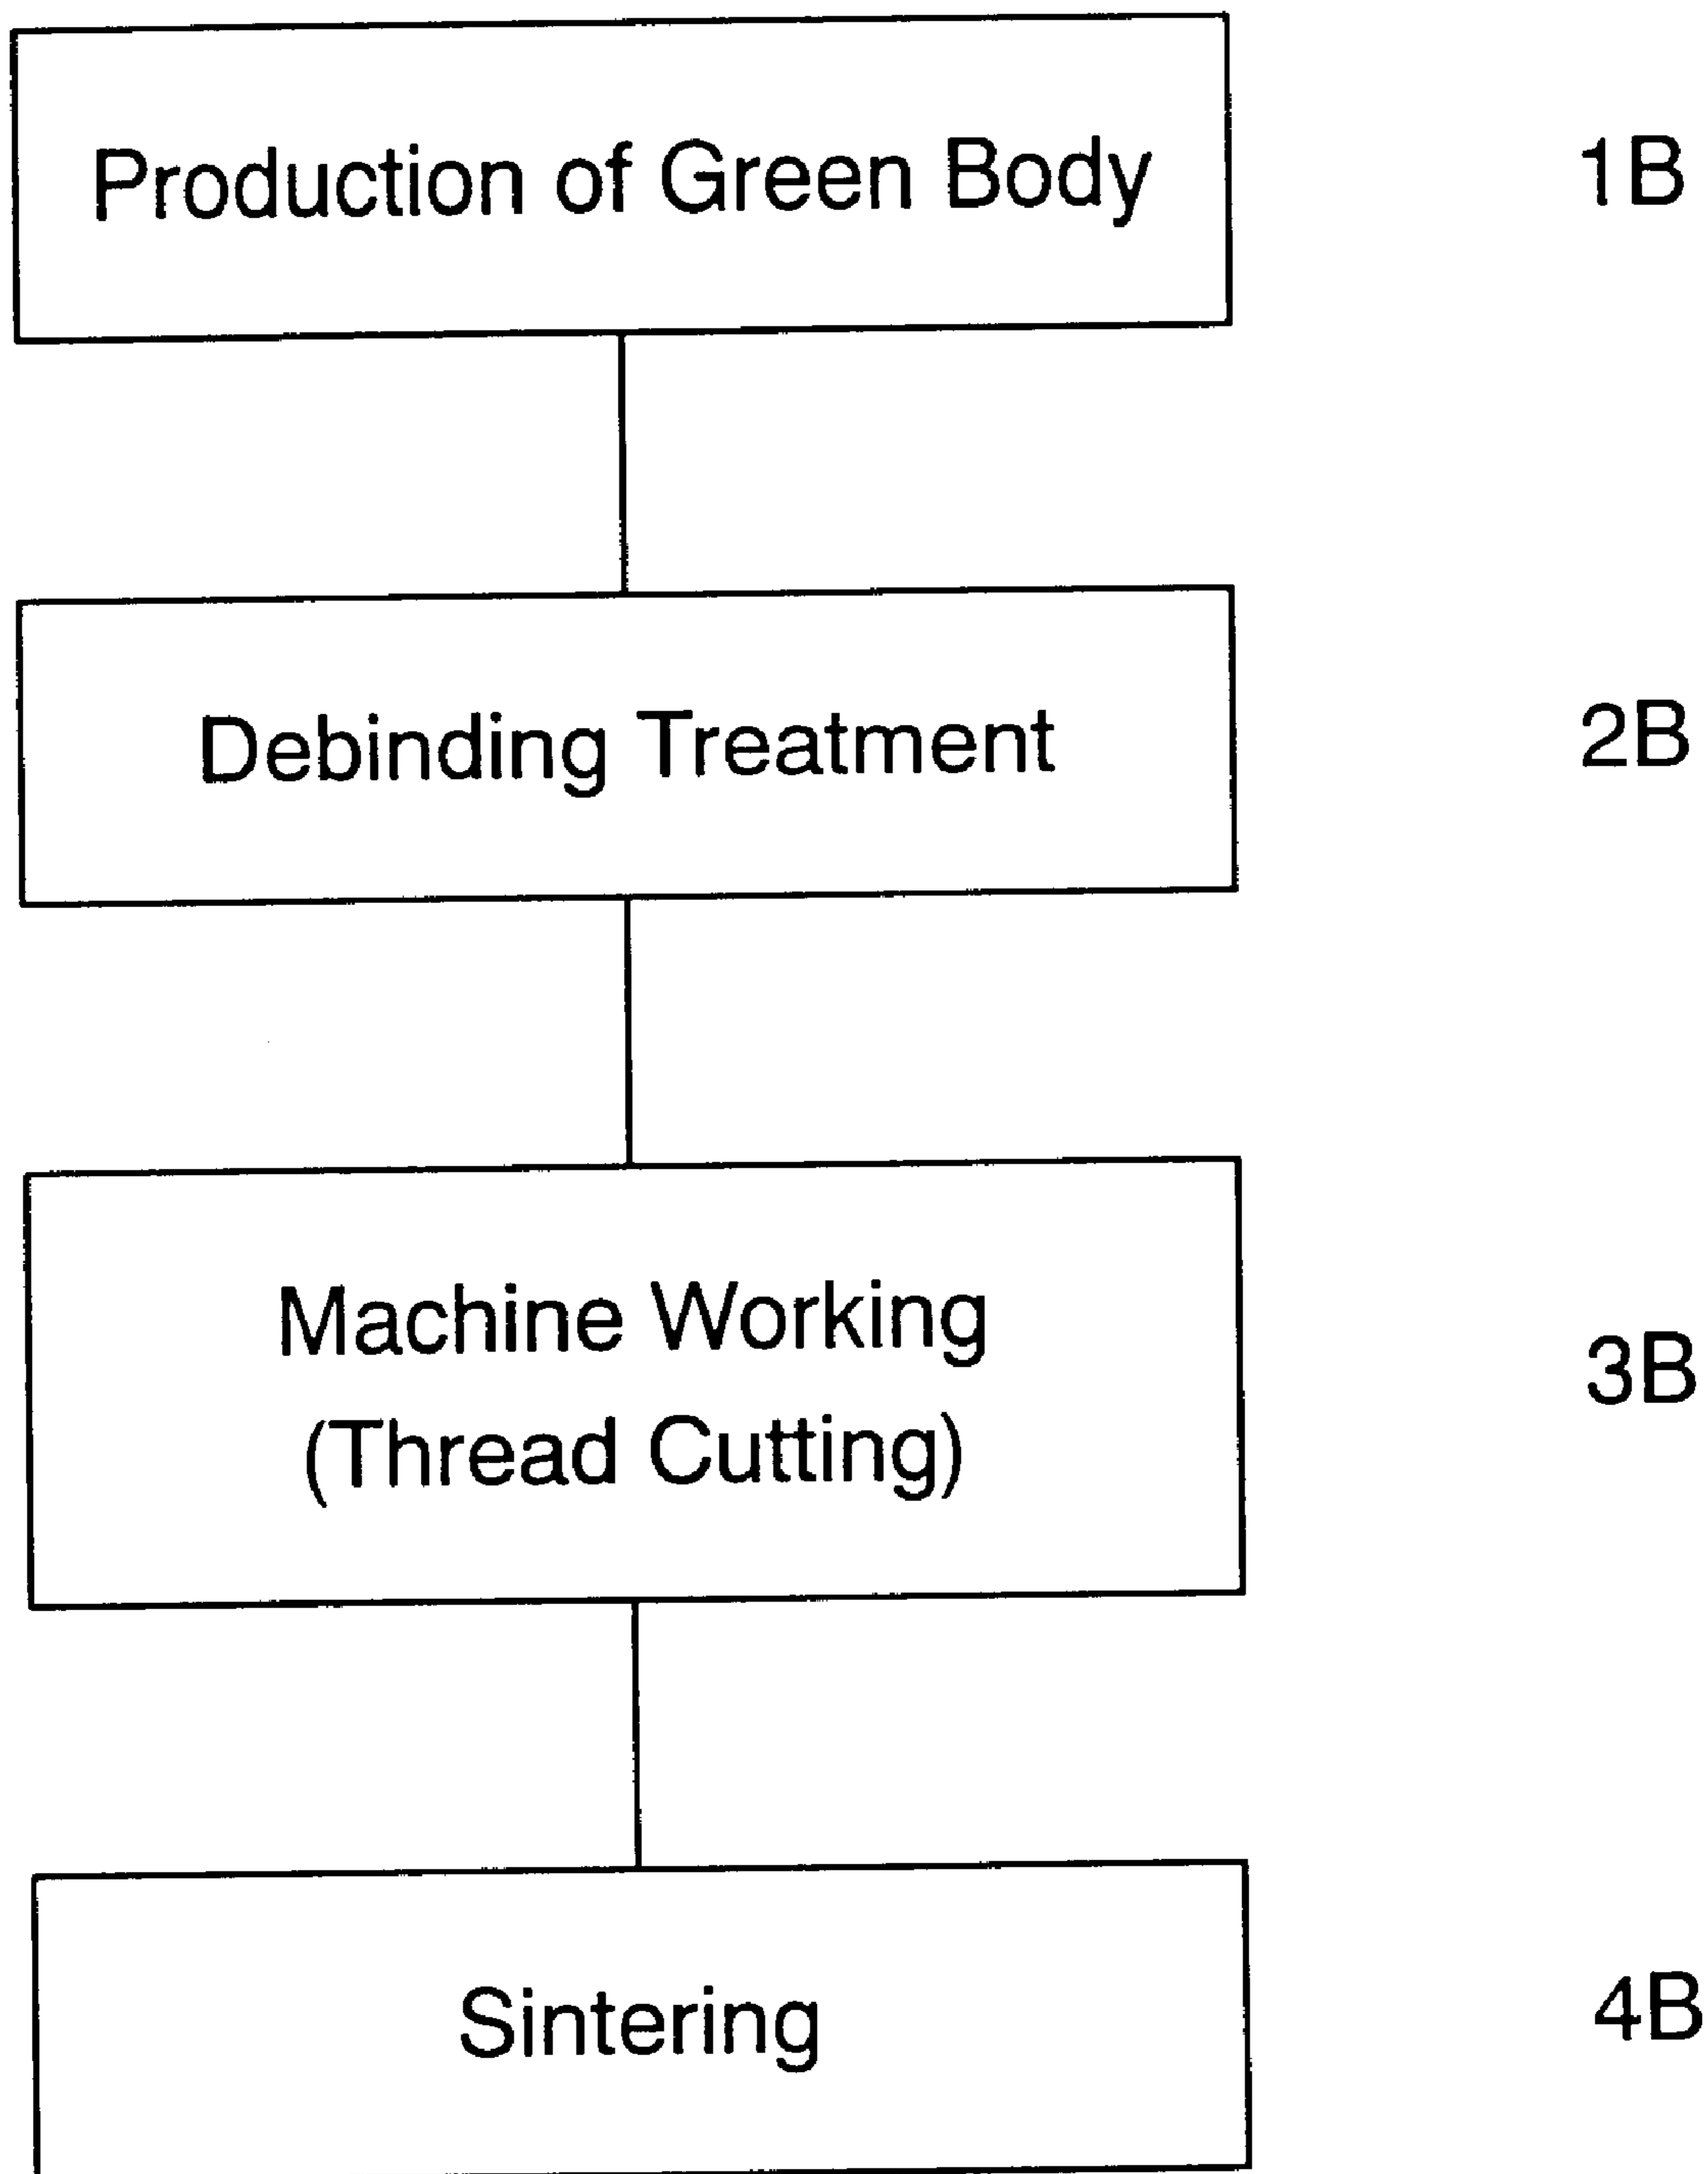 Production of Green Body 1B
Debinding Treatment 2B
Machine Working
(Thread Cutting)
3B
Sintering 4B